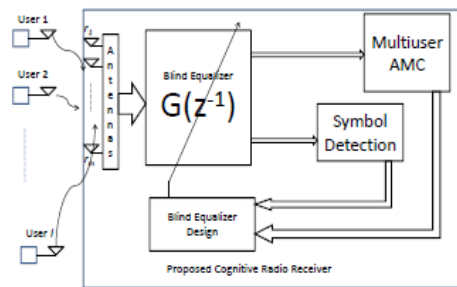 User 1
User 2
User l
r1
rn
Antennas
Blind Equalizer
G(z-1)
Multiuser
AMC
Symbol
Detection
Blind Equalizer
Design
Proposed Cognitive Radio Receiver